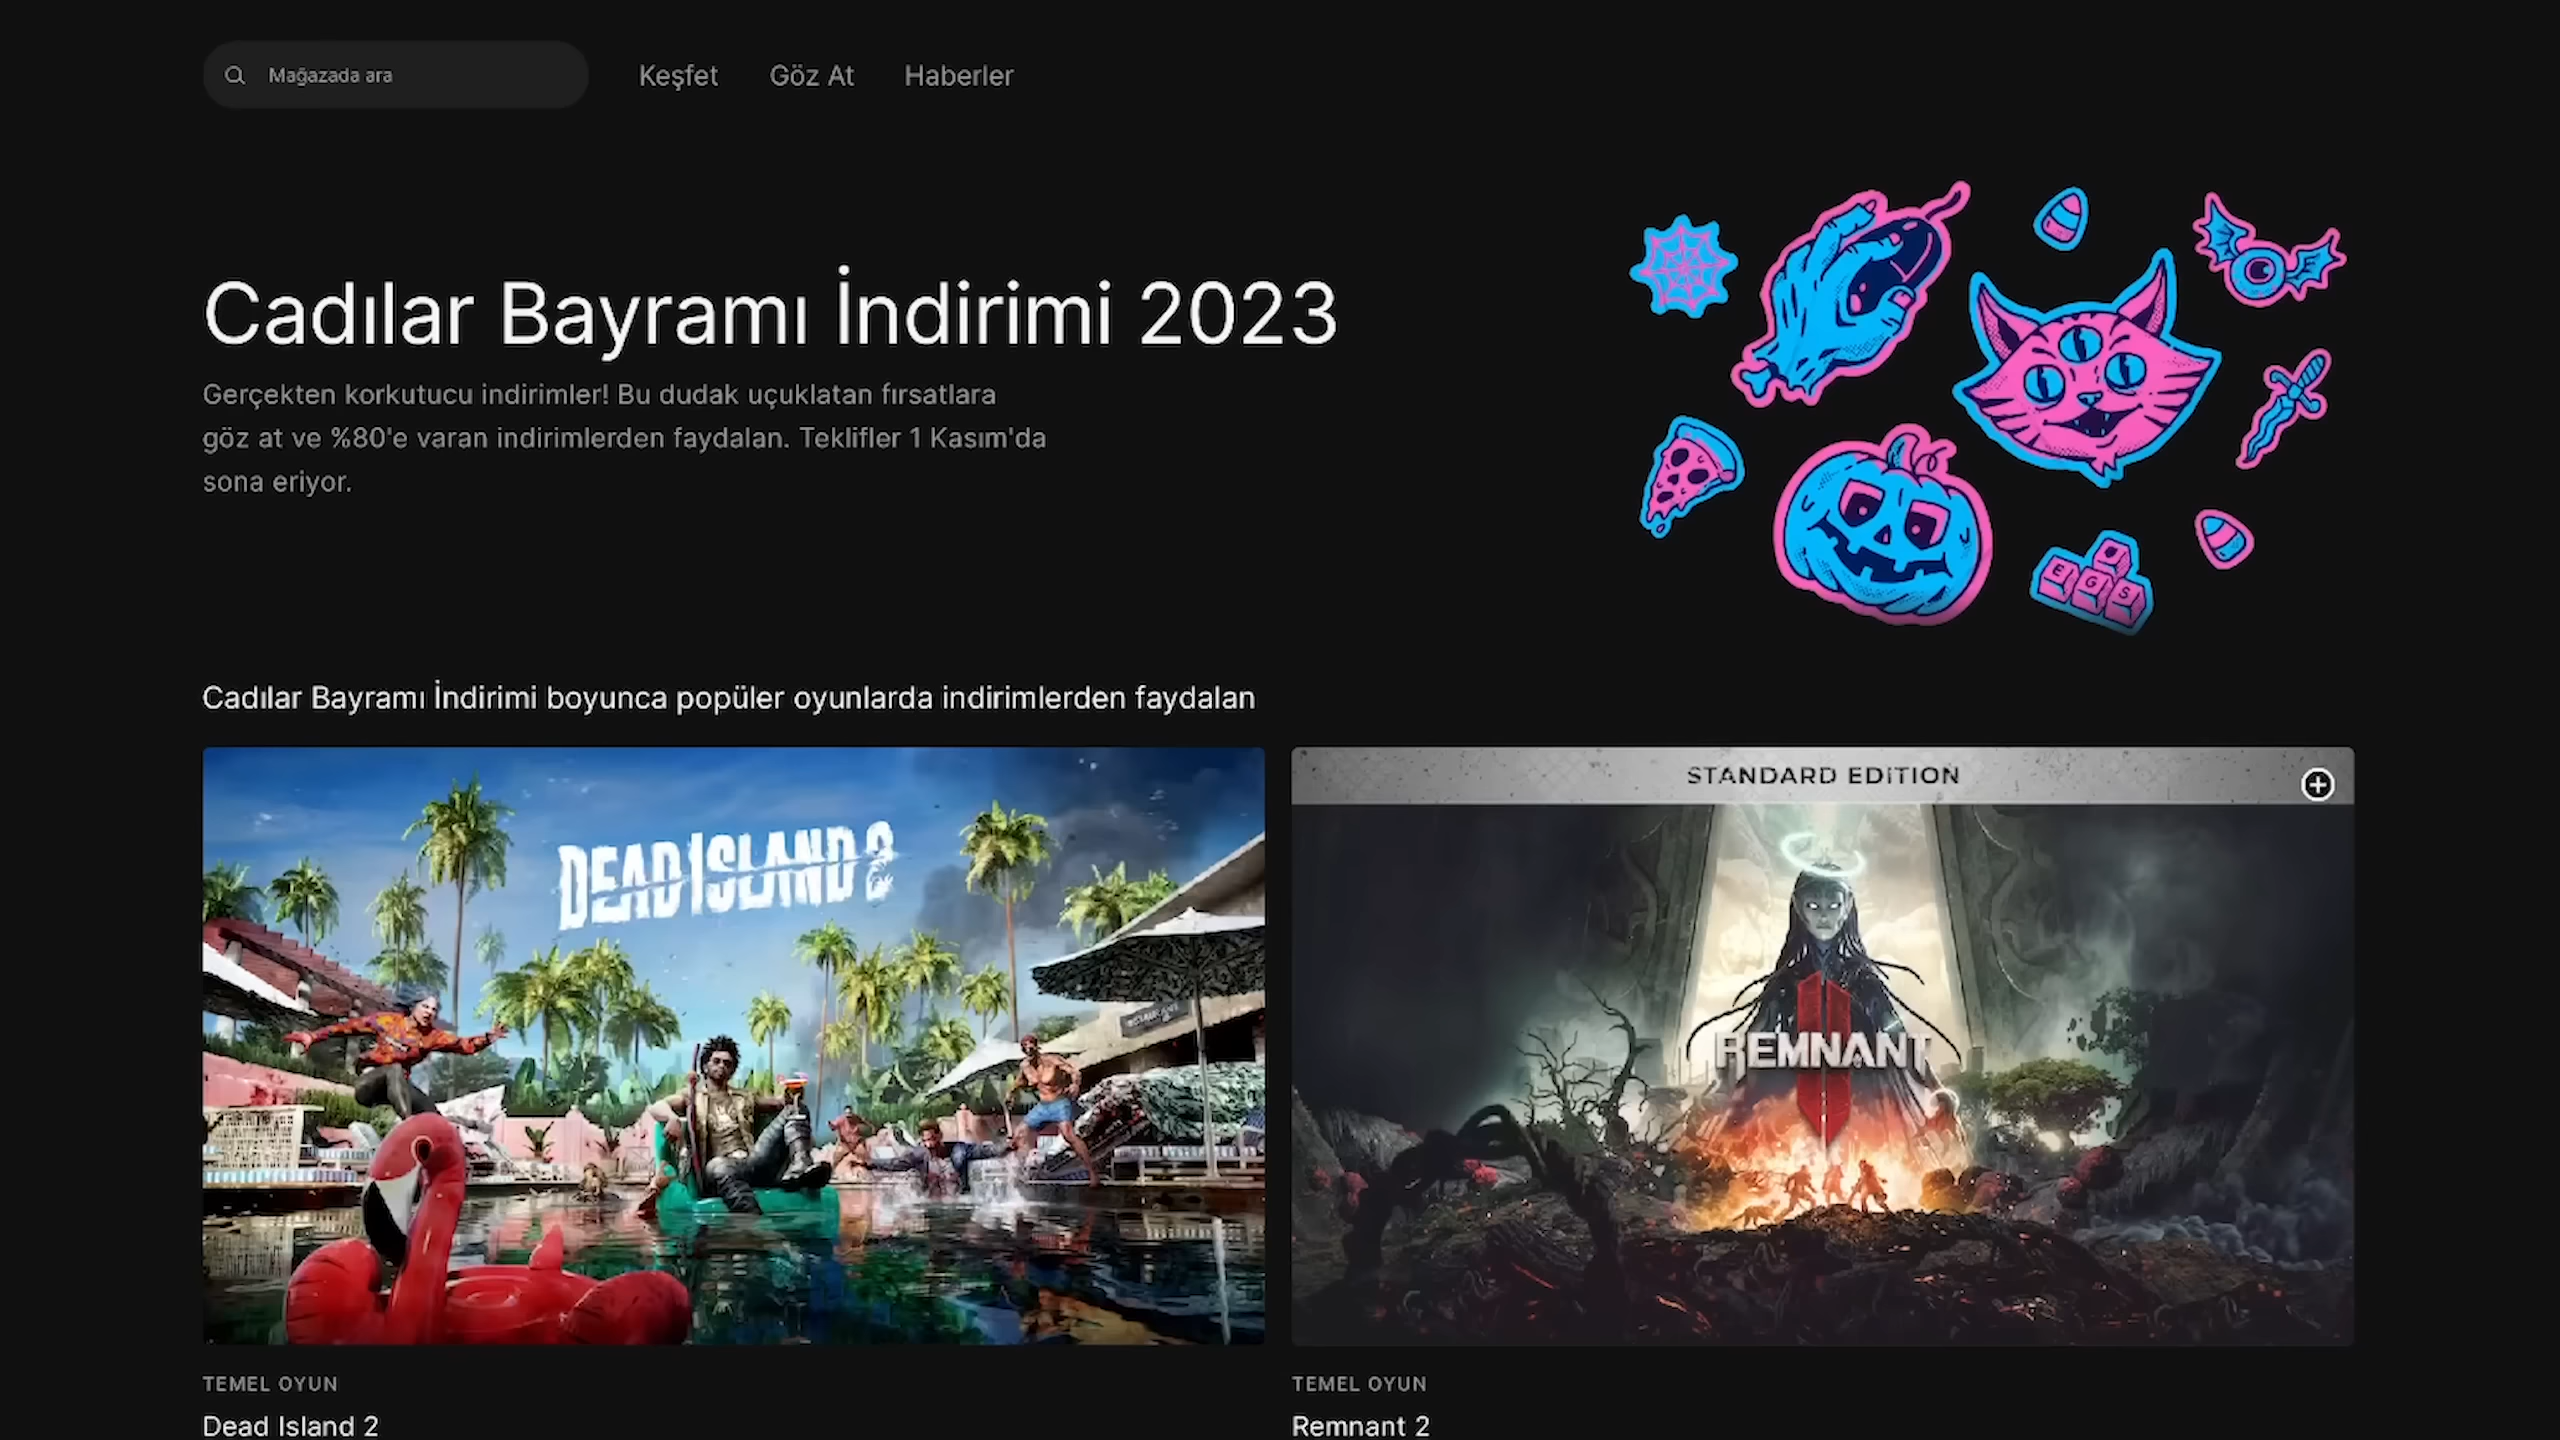 Mağazada ara
Keşfet
Göz At
Haberler
Cadılar Bayramı İndirimi 2023
Gerçekten korkutucu indirimler! Bu dudak uçuklatan fırsatlara
göz at ve %80'e varan indirimlerden faydalan. Teklifler 1 Kasım'da
sona eriyor.
E G S
Cadılar Bayramı İndirimi boyunca popüler oyunlarda indirimlerden faydalan
DEAD ISLAND 2
STANDARD EDITION
REMNANT II
TEMEL OYUN
Dead Island 2
TEMEL OYUN
Remnant 2